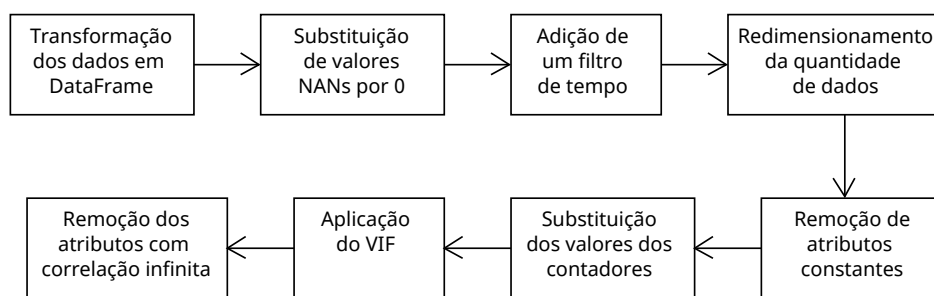 Transformação
dos dados em
DataFrame
Substituição
de valores
NANs por 0
Adição de
um filtro
de tempo
Redimensionamento
da quantidade
de dados
Remoção de
atributos
constantes
Substituição
dos valores dos
contadores
Aplicação
do VIF
Remoção dos
atributos com
correlação infinita